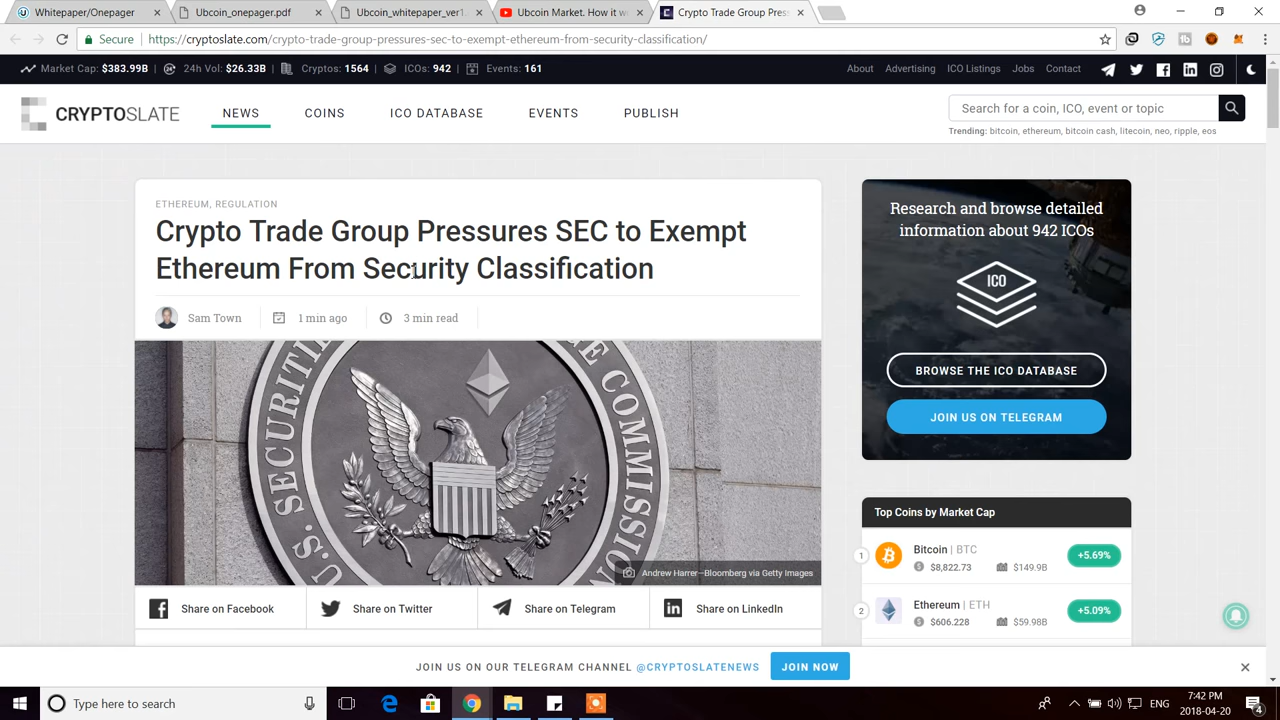 Whitepaper/Onepager
Ubcoin_onepager.pdf
Ubcoin_whitepaper_ver1
Ubcoin Market. How it w
Crypto Trade Group Pres
Secure
https://cryptoslate.com/crypto-trade-group-pressures-sec-to-exempt-ethereum-from-security-classification/
Market Cap: $383.99B
24h Vol: $26.33B
Cryptos: 1564
ICOs: 942
Events: 161
About
Advertising
ICO Listings
Jobs
Contact
CRYPTOSLATE
NEWS
COINS
ICO DATABASE
EVENTS
PUBLISH
Search for a coin, ICO, event or topic
Trending: bitcoin, ethereum, bitcoin cash, litecoin, neo, ripple, eos
ETHEREUM, REGULATION
Crypto Trade Group Pressures SEC to Exempt
Ethereum From Security Classification
Sam Town
1 min ago
3 min read
U.S. SECURITI
E COMMISSION
Andrew Harrer—Bloomberg via Getty Images
Share on Facebook
Share on Twitter
Share on Telegram
Share on LinkedIn
Research and browse detailed
information about 942 ICOs
ICO
BROWSE THE ICO DATABASE
JOIN US ON TELEGRAM
Top Coins by Market Cap
1
Bitcoin | BTC
$8,822.73
$149.9B
+5.69%
2
Ethereum | ETH
$606.228
$59.98B
+5.09%
JOIN US ON OUR TELEGRAM CHANNEL @CRYPTOSLATENEWS
JOIN NOW
Type here to search
ENG
7:42 PM
2018-04-20
4